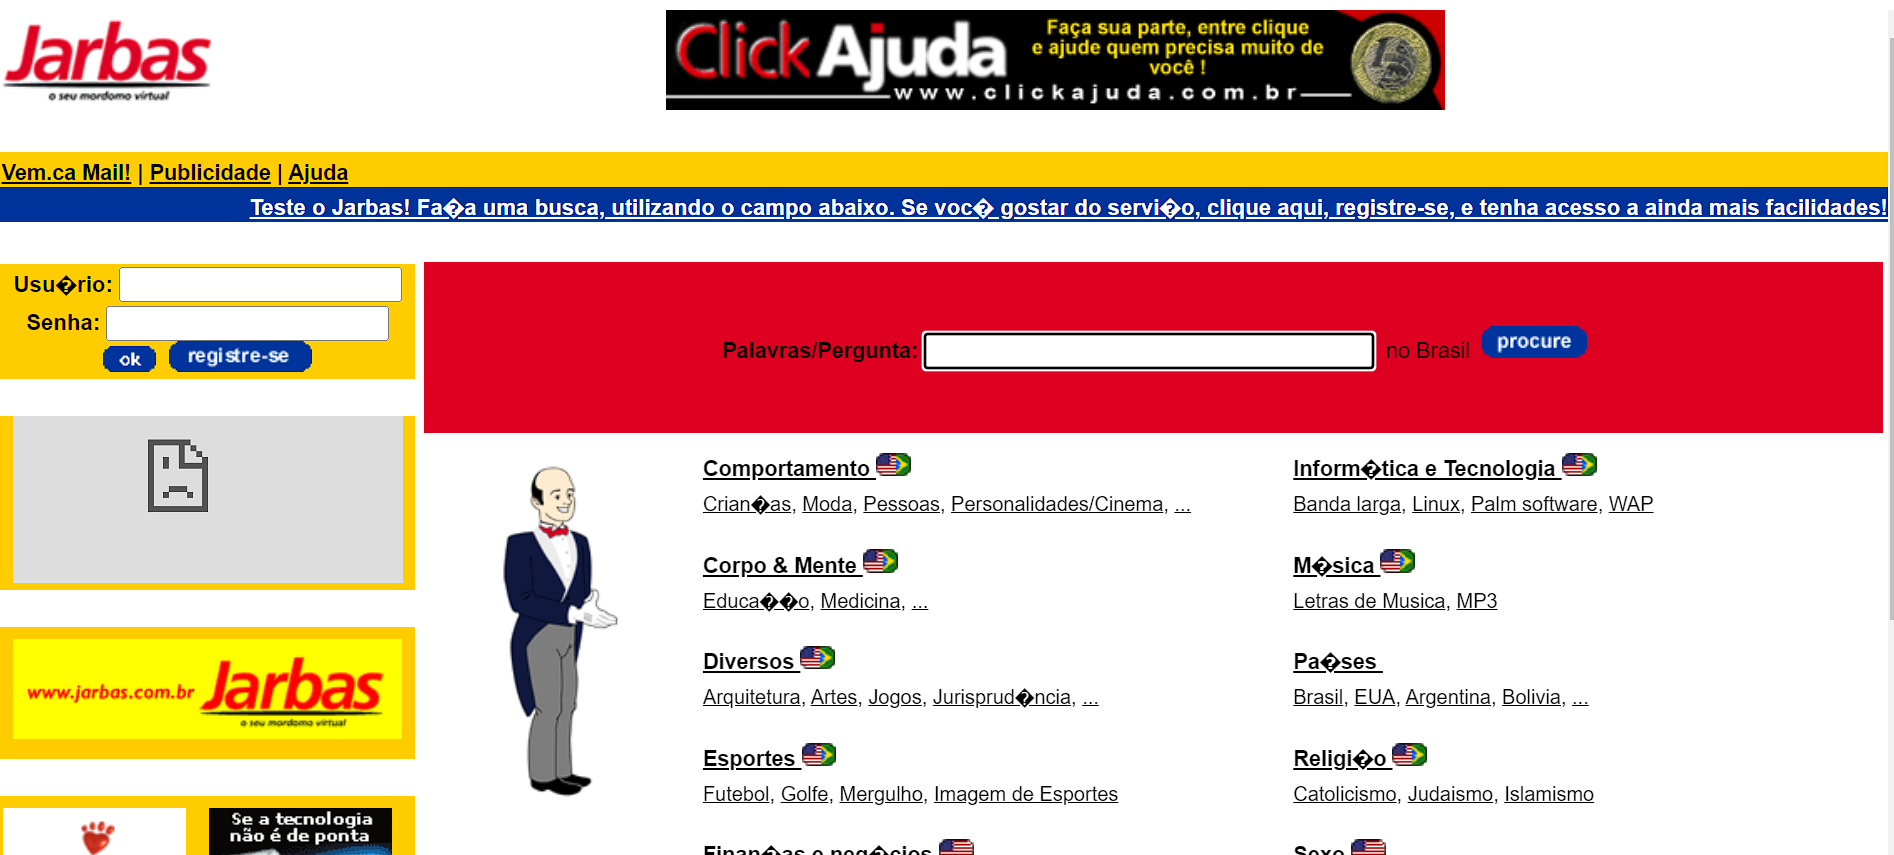 Jarbas
o seu mordomo virtual
Click Ajuda
Faça sua parte, entre clique
e ajude quem precisa muito de
você !
www.clickajuda.com.br
Vem.ca Mail! | Publicidade | Ajuda
Teste o Jarbas! Fa�a uma busca, utilizando o campo abaixo. Se voc� gostar do servi�o, clique aqui, registre-se, e tenha acesso a ainda mais facilidades!
Usu�rio:
Senha:
ok registre-se
www.jarbas.com.br Jarbas
o seu mordomo virtual
Se a tecnologia
não é de ponta
Palavras/Pergunta: no Brasil procure
Comportamento
Crian�as, Moda, Pessoas, Personalidades/Cinema, ...
Corpo & Mente
Educa��o, Medicina, ...
Diversos
Arquitetura, Artes, Jogos, Jurisprud�ncia, ...
Esportes
Futebol, Golfe, Mergulho, Imagem de Esportes
Finan�as e neg�cios
Inform�tica e Tecnologia
Banda larga, Linux, Palm software, WAP
M�sica
Letras de Musica, MP3
Pa�ses
Brasil, EUA, Argentina, Bolivia, ...
Religi�o
Catolicismo, Judaismo, Islamismo
Sexo